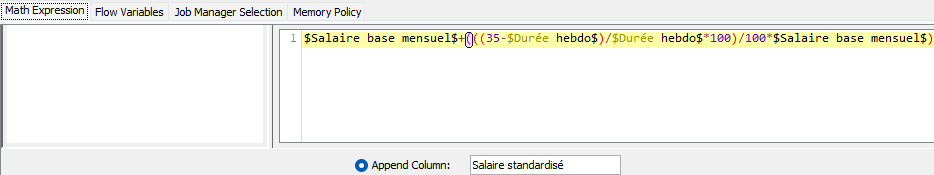 Math Expression Flow Variables Job Manager Selection Memory Policy
1 $Salaire base mensuel$+(((35-$Durée hebdo$)/$Durée hebdo$*100)/100*$Salaire base mensuel$)
Append Column: Salaire standardisé